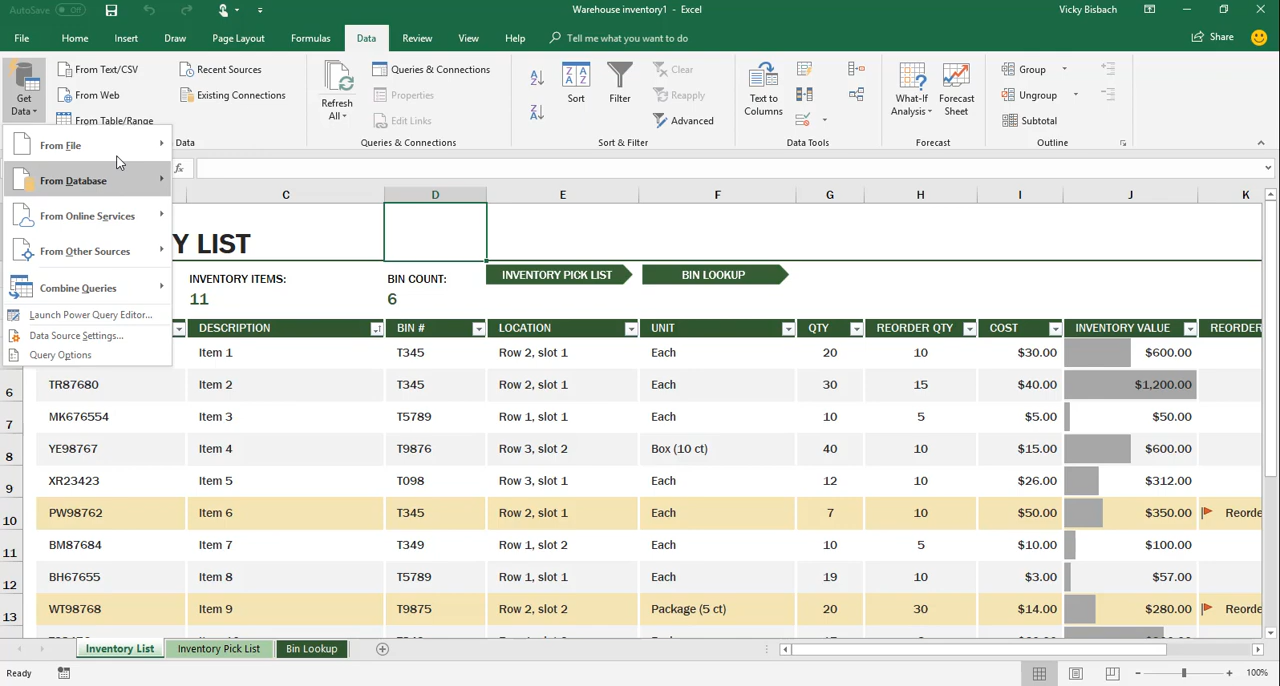 AutoSave Off
Warehouse inventory1 - Excel
Vicky Bisbach
File Home Insert Draw Page Layout Formulas Data Review View Help Tell me what you want to do Share
Get Data
From Text/CSV
From Web
From Table/Range
Recent Sources
Existing Connections
Data
Refresh All
Queries & Connections
Properties
Edit Links
Queries & Connections
Sort
Filter
Clear
Reapply
Advanced
Sort & Filter
Text to Columns
Data Tools
What-If Analysis
Forecast Sheet
Forecast
Group
Ungroup
Subtotal
Outline
From File
From Database
From Online Services
From Other Sources
Combine Queries
Launch Power Query Editor...
Data Source Settings...
Query Options
fx
C D E F G H I J K
Y LIST
INVENTORY ITEMS: BIN COUNT: INVENTORY PICK LIST BIN LOOKUP
11 6
DESCRIPTION BIN # LOCATION UNIT QTY REORDER QTY COST INVENTORY VALUE REORDER
Item 1 T345 Row 2, slot 1 Each 20 10 $30.00 $600.00
6 TR87680 Item 2 T345 Row 2, slot 1 Each 30 15 $40.00 $1,200.00
7 MK676554 Item 3 T5789 Row 1, slot 1 Each 10 5 $5.00 $50.00
8 YE98767 Item 4 T9876 Row 3, slot 2 Box (10 ct) 40 10 $15.00 $600.00
9 XR23423 Item 5 T098 Row 3, slot 1 Each 12 10 $26.00 $312.00
10 PW98762 Item 6 T345 Row 2, slot 1 Each 7 10 $50.00 $350.00 Reorde
11 BM87684 Item 7 T349 Row 1, slot 2 Each 10 5 $10.00 $100.00
12 BH67655 Item 8 T5789 Row 1, slot 1 Each 19 10 $3.00 $57.00
13 WT98768 Item 9 T9875 Row 2, slot 2 Package (5 ct) 20 30 $14.00 $280.00 Reorde
Inventory List Inventory Pick List Bin Lookup
Ready 100%